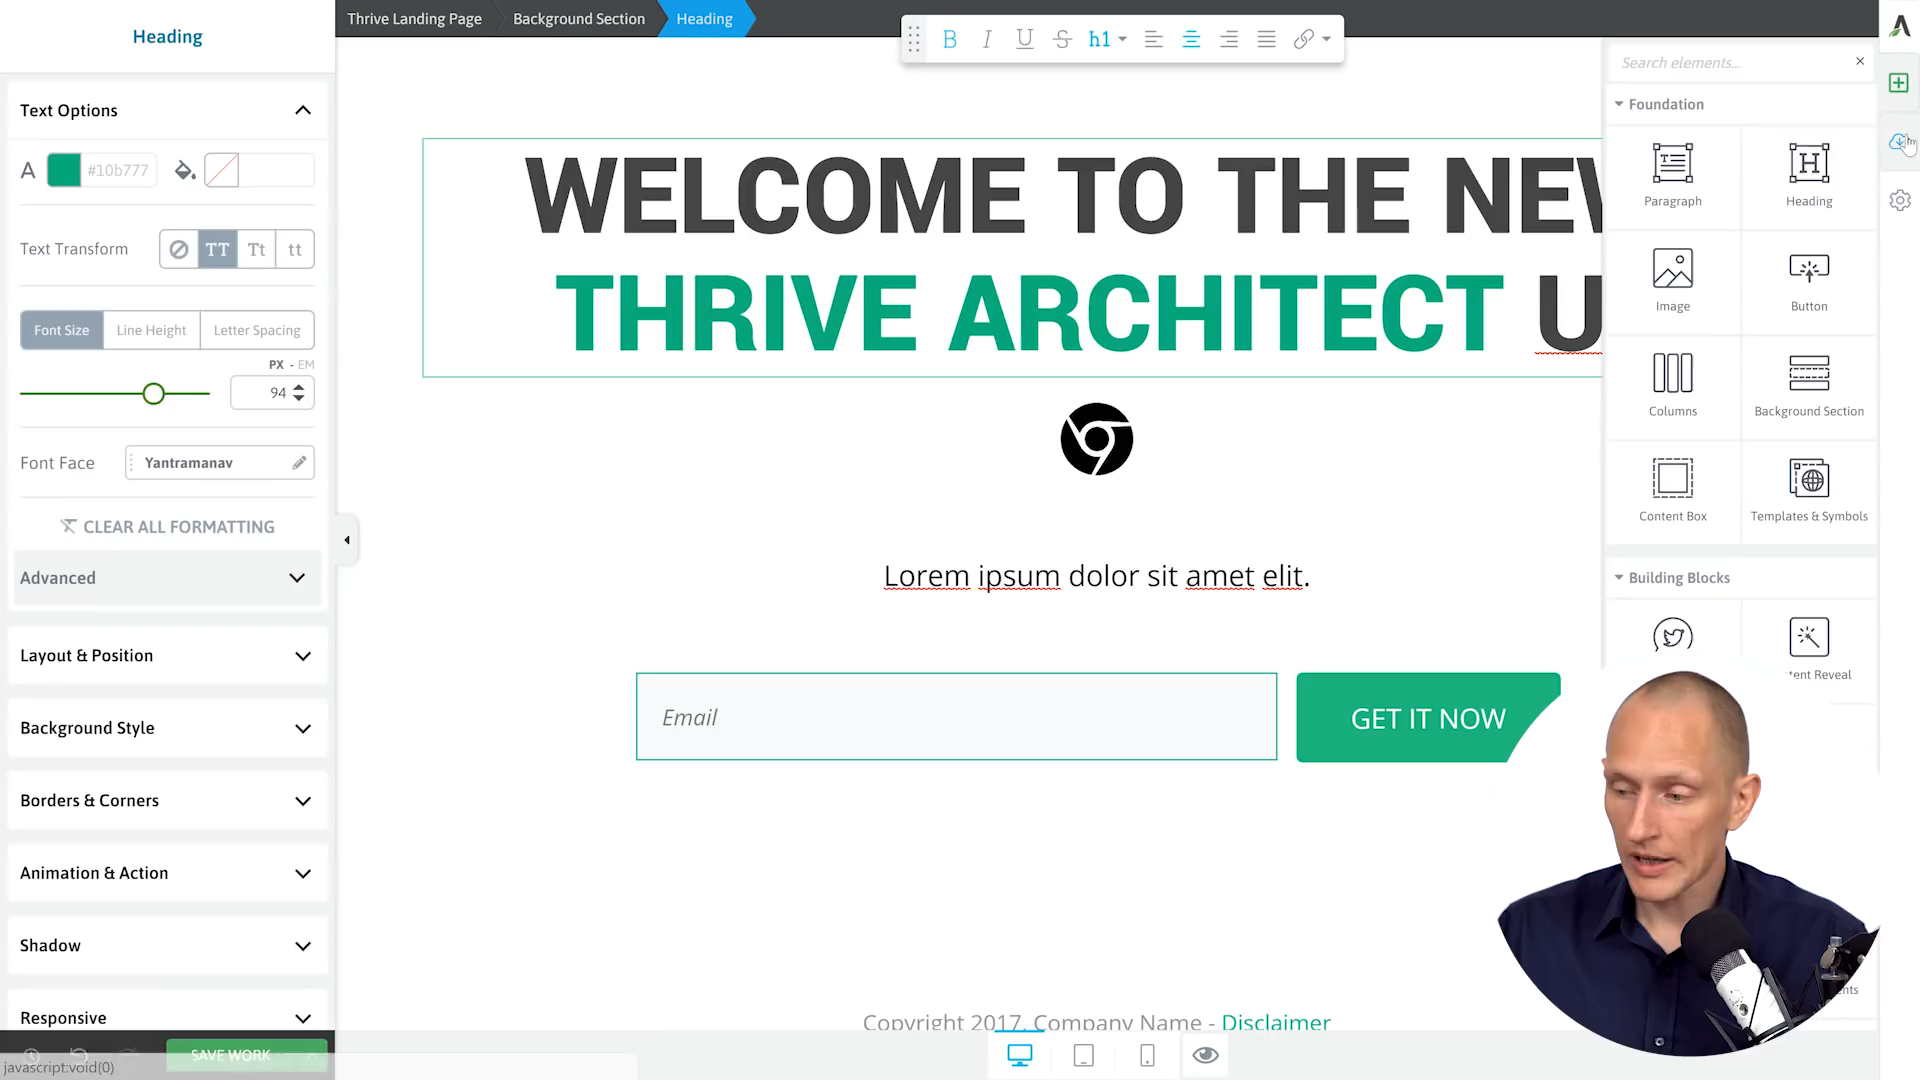 Heading
Thrive Landing Page
Background Section
Heading
B I U S h1
Text Options
A #10b777
Text Transform
TT Tt tt
Font Size
Line Height
Letter Spacing
PX - EM
94
Font Face
Yantramanav
CLEAR ALL FORMATTING
Advanced
Layout & Position
Background Style
Borders & Corners
Animation & Action
Shadow
Responsive
SAVE WORK
javascript:void(0)
WELCOME TO THE NEW
THRIVE ARCHITECT U
Lorem ipsum dolor sit amet elit.
Email
GET IT NOW
Copyright 2017, Company Name - Disclaimer
Search elements...
Foundation
Paragraph
Heading
Image
Button
Columns
Background Section
Content Box
Templates & Symbols
Building Blocks
tent Reveal
nts